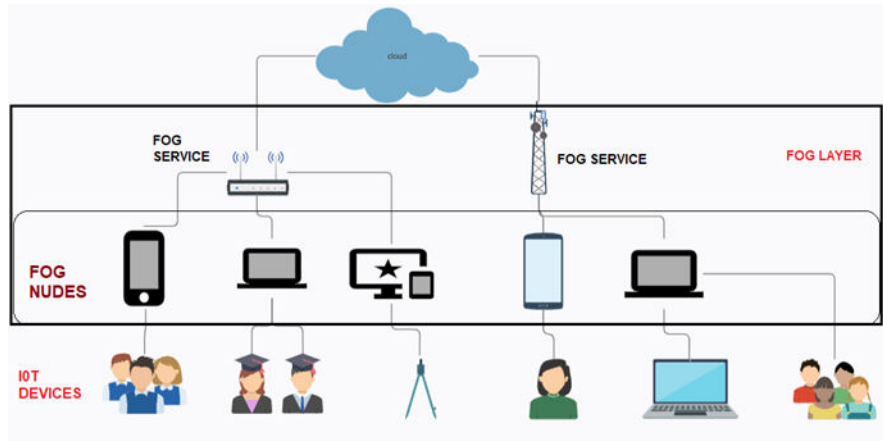 cloud
FOG
SERVICE
FOG SERVICE
FOG LAYER
FOG
NUDES
I0T
DEVICES